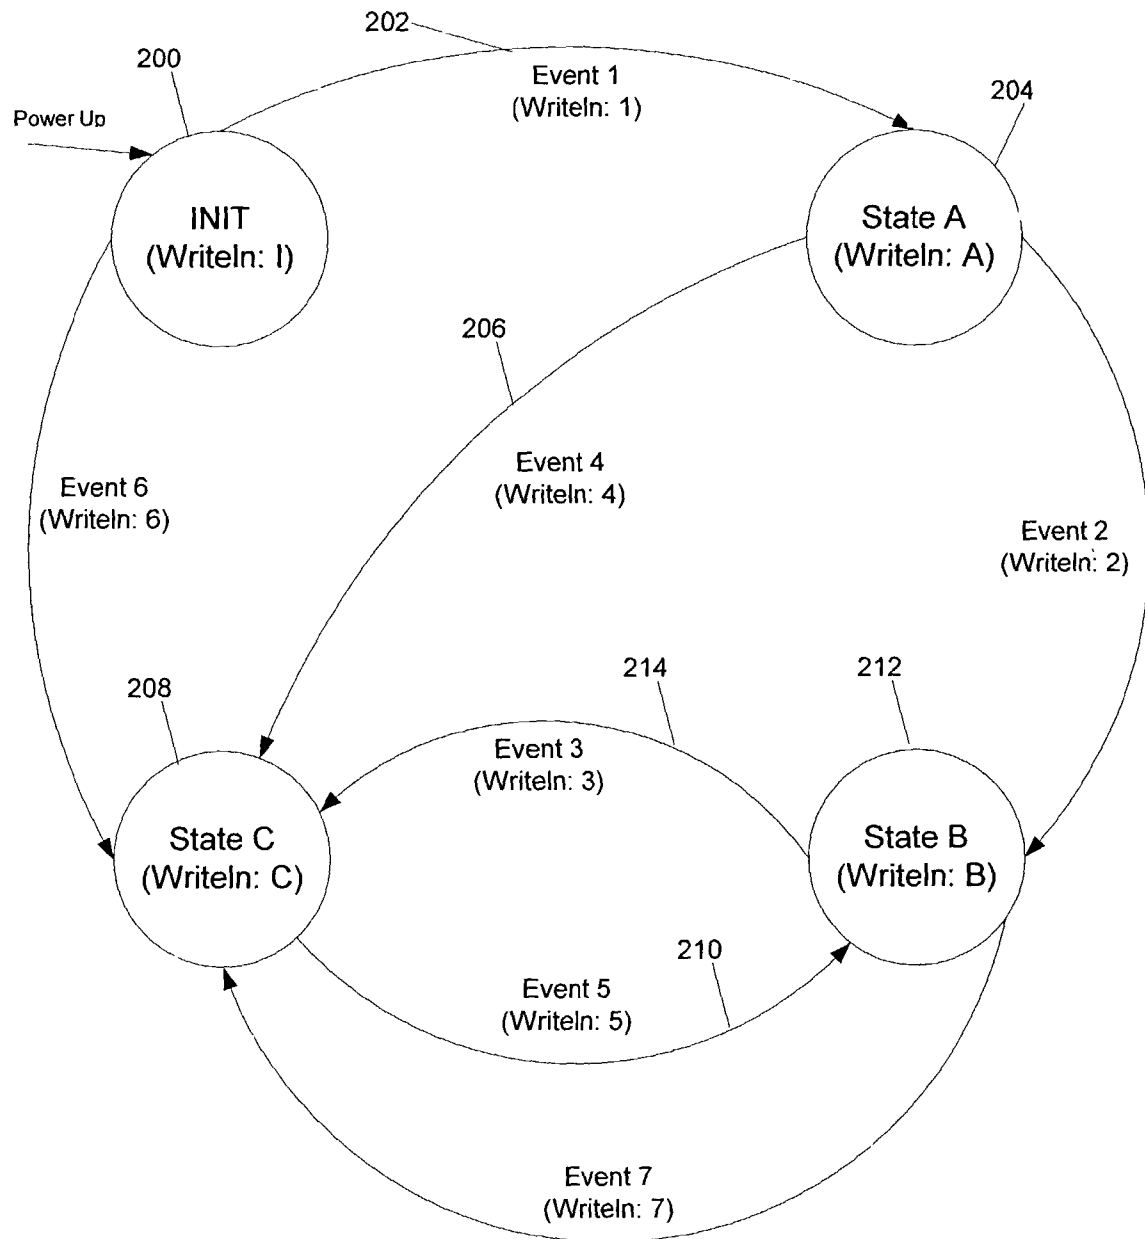 202
200
Event 1
(Writeln: 1)
204
Power Up
INIT
(Writeln: I)
State A
(Writeln: A)
206
Event 4
(Writeln: 4)
Event 6
(Writeln: 6)
Event 2
(Writeln: 2)
208
214
212
Event 3
(Writeln: 3)
State C
(Writeln: C)
State B
(Writeln: B)
210
Event 5
(Writeln: 5)
Event 7
(Writeln: 7)